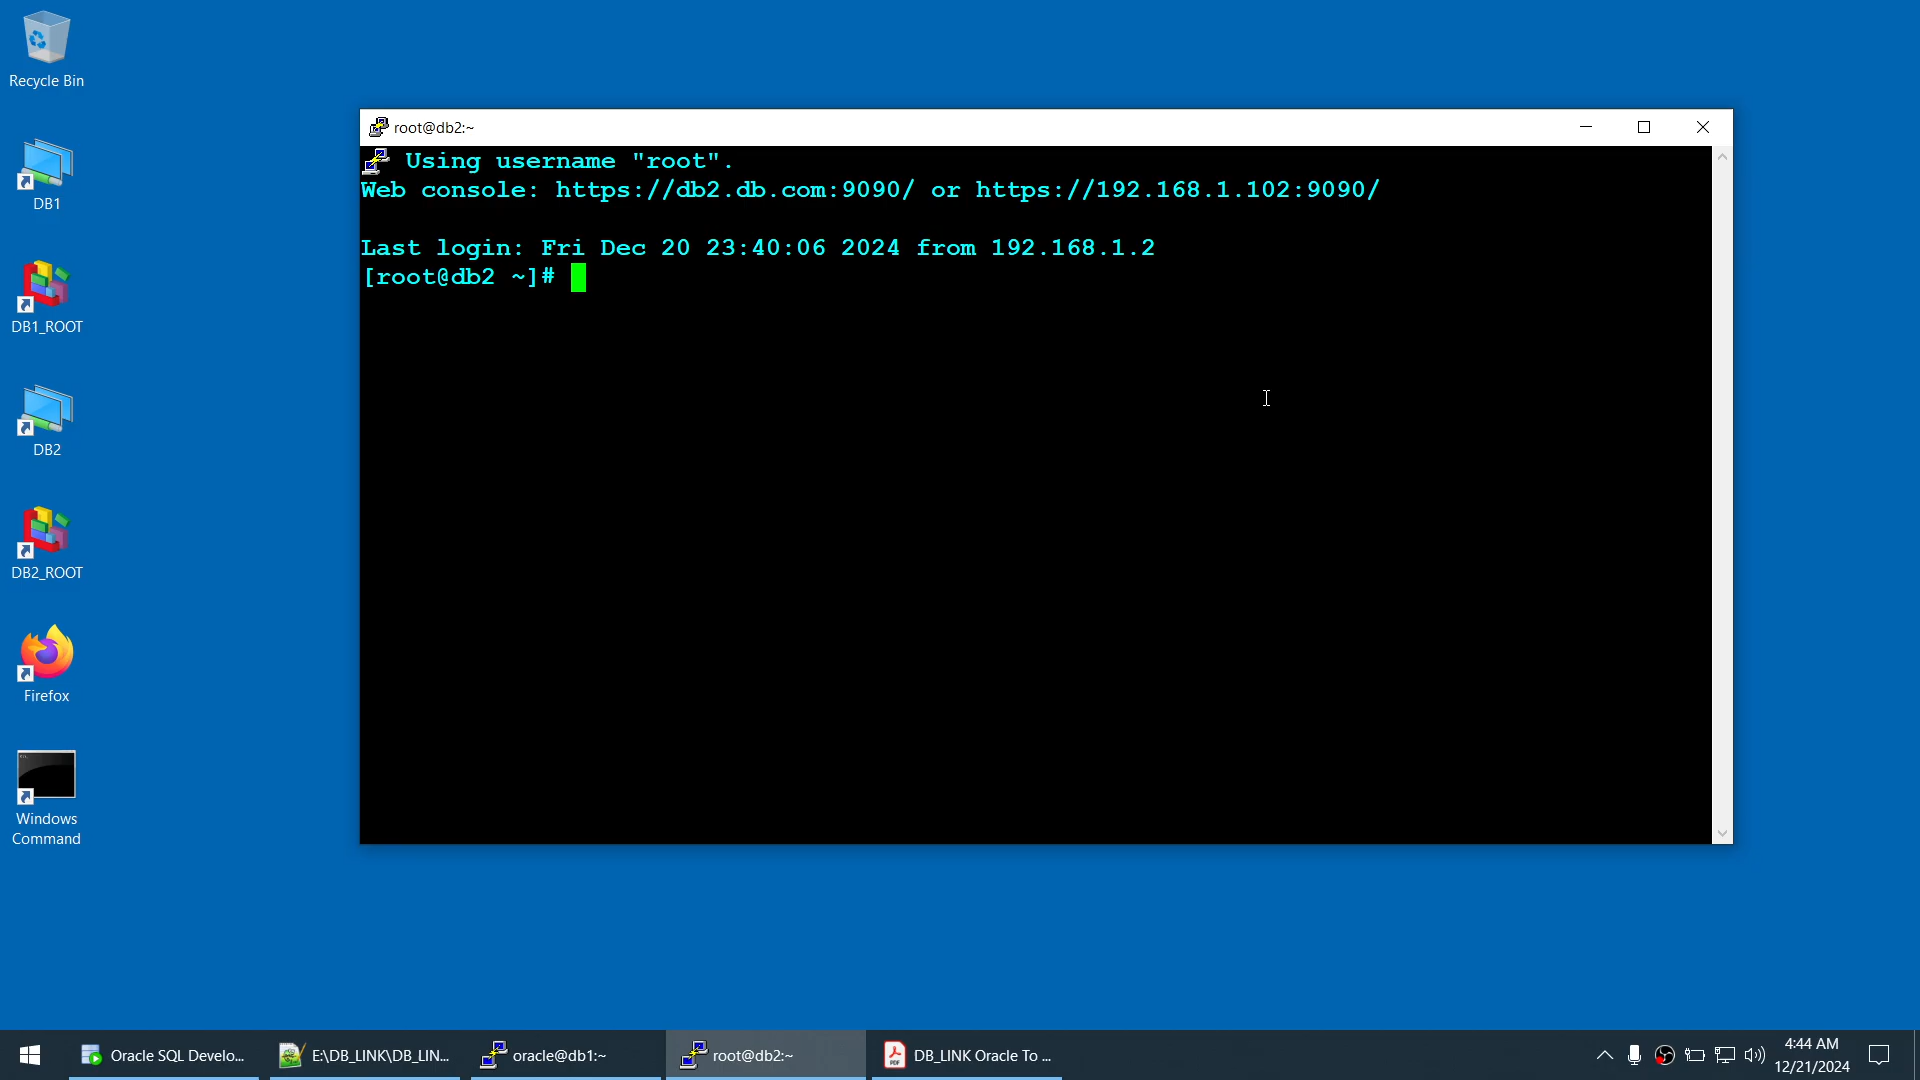 Recycle Bin
DB1
DB1_ROOT
DB2
DB2_ROOT
Firefox
Windows
Command
root@db2:~
Using username "root".
Web console: https://db2.db.com:9090/ or https://192.168.1.102:9090/
Last login: Fri Dec 20 23:40:06 2024 from 192.168.1.2
[root@db2 ~]#
Oracle SQL Develo...
E:\DB_LINK\DB_LIN...
oracle@db1:~
root@db2:~
DB_LINK Oracle To ...
4:44 AM
12/21/2024